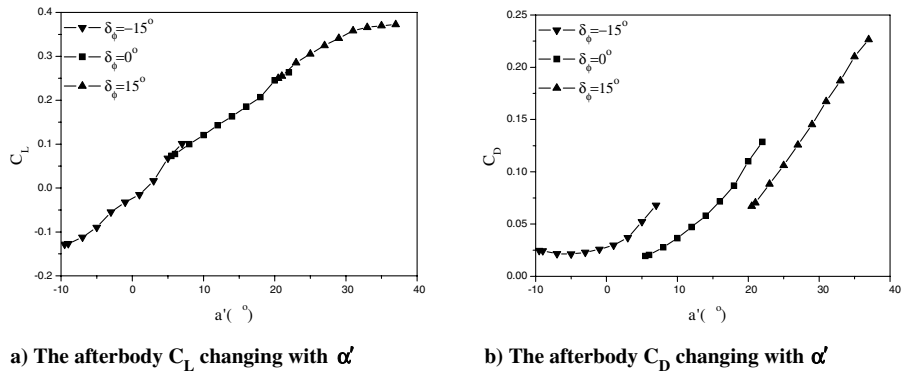 0.4
0.3
0.2
0.1
0.0
-0.1
-0.2
C_L
δ_ϕ=−15°
δ_ϕ=0°
δ_ϕ=15°
-10 0 10 20 30 40
a'( °)
a) The afterbody C_L changing with α′
0.25
0.20
0.15
0.10
0.05
0.00
C_D
δ_ϕ=−15°
δ_ϕ=0°
δ_ϕ=15°
-10 0 10 20 30 40
a'( °)
b) The afterbody C_D changing with α′